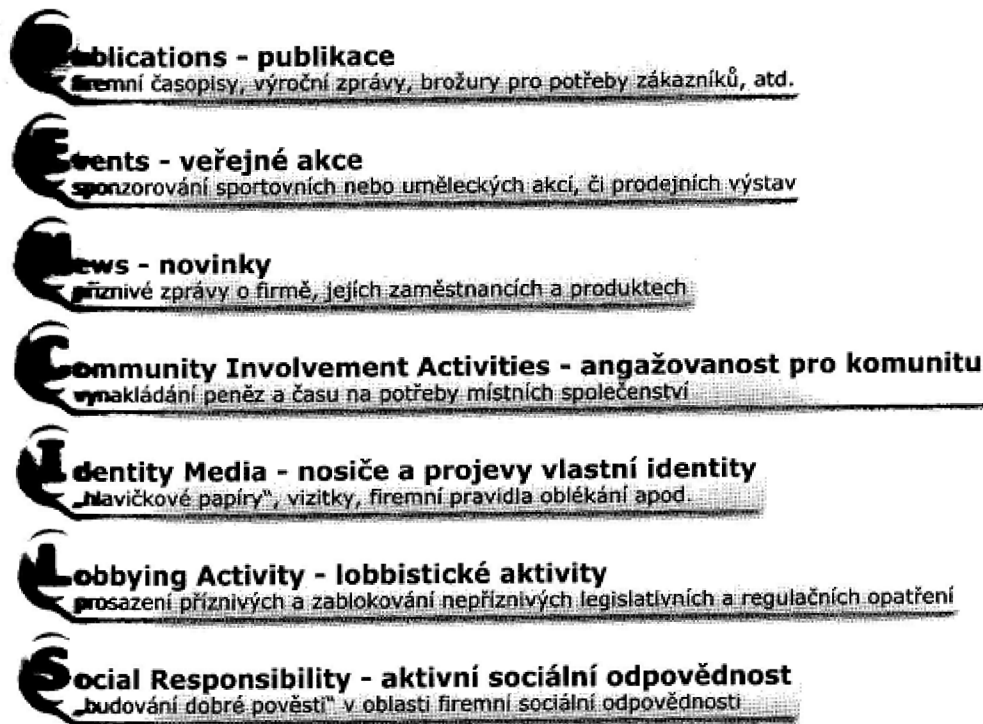 Publications - publikace
firemní časopisy, výroční zprávy, brožury pro potřeby zákazníků, atd.
Events - veřejné akce
sponzorování sportovních nebo uměleckých akcí, či prodejních výstav
News - novinky
příznivé zprávy o firmě, jejích zaměstnancích a produktech
Community Involvement Activities - angažovanost pro komunitu
vynakládání peněz a času na potřeby místních společenství
Identity Media - nosiče a projevy vlastní identity
„hlavičkové papíry“, vizitky, firemní pravidla oblékání apod.
Lobbying Activity - lobbistické aktivity
prosazení příznivých a zablokování nepříznivých legislativních a regulačních opatření
Social Responsibility - aktivní sociální odpovědnost
„budování dobré pověsti“ v oblasti firemní sociální odpovědnosti